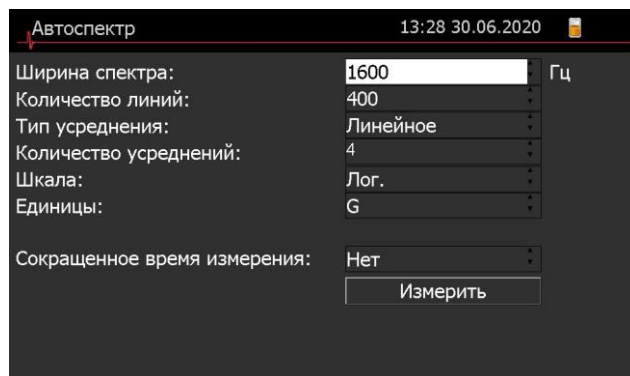 Автоспектр 13:28 30.06.2020
Ширина спектра: 1600 Гц
Количество линий: 400
Тип усреднения: Линейное
Количество усреднений: 4
Шкала: Лог.
Единицы: G
Сокращенное время измерения: Нет
Измерить